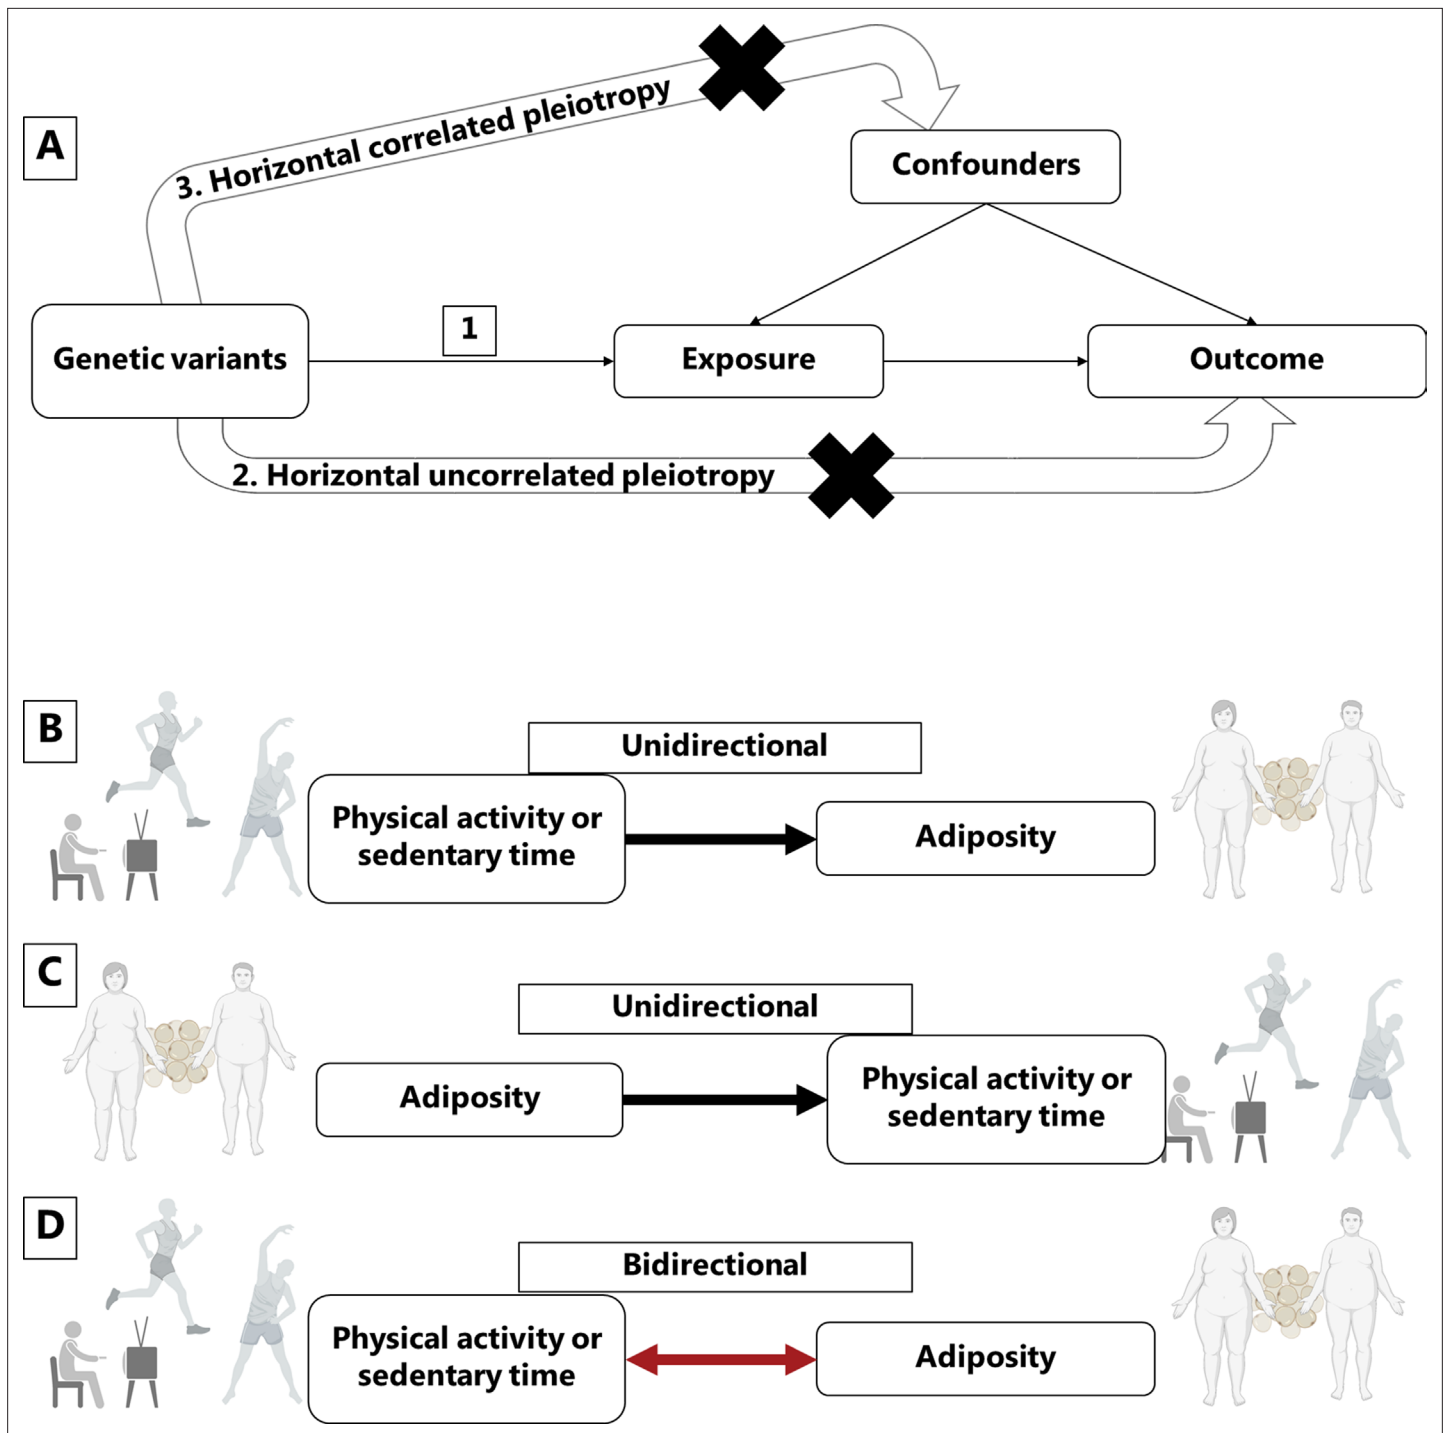 A
3. Horizontal correlated pleiotropy
Confounders
1
Genetic variants
Exposure
Outcome
2. Horizontal uncorrelated pleiotropy
B
Unidirectional
Physical activity or
sedentary time
Adiposity
C
Unidirectional
Adiposity
Physical activity or
sedentary time
D
Bidirectional
Physical activity or
sedentary time
Adiposity